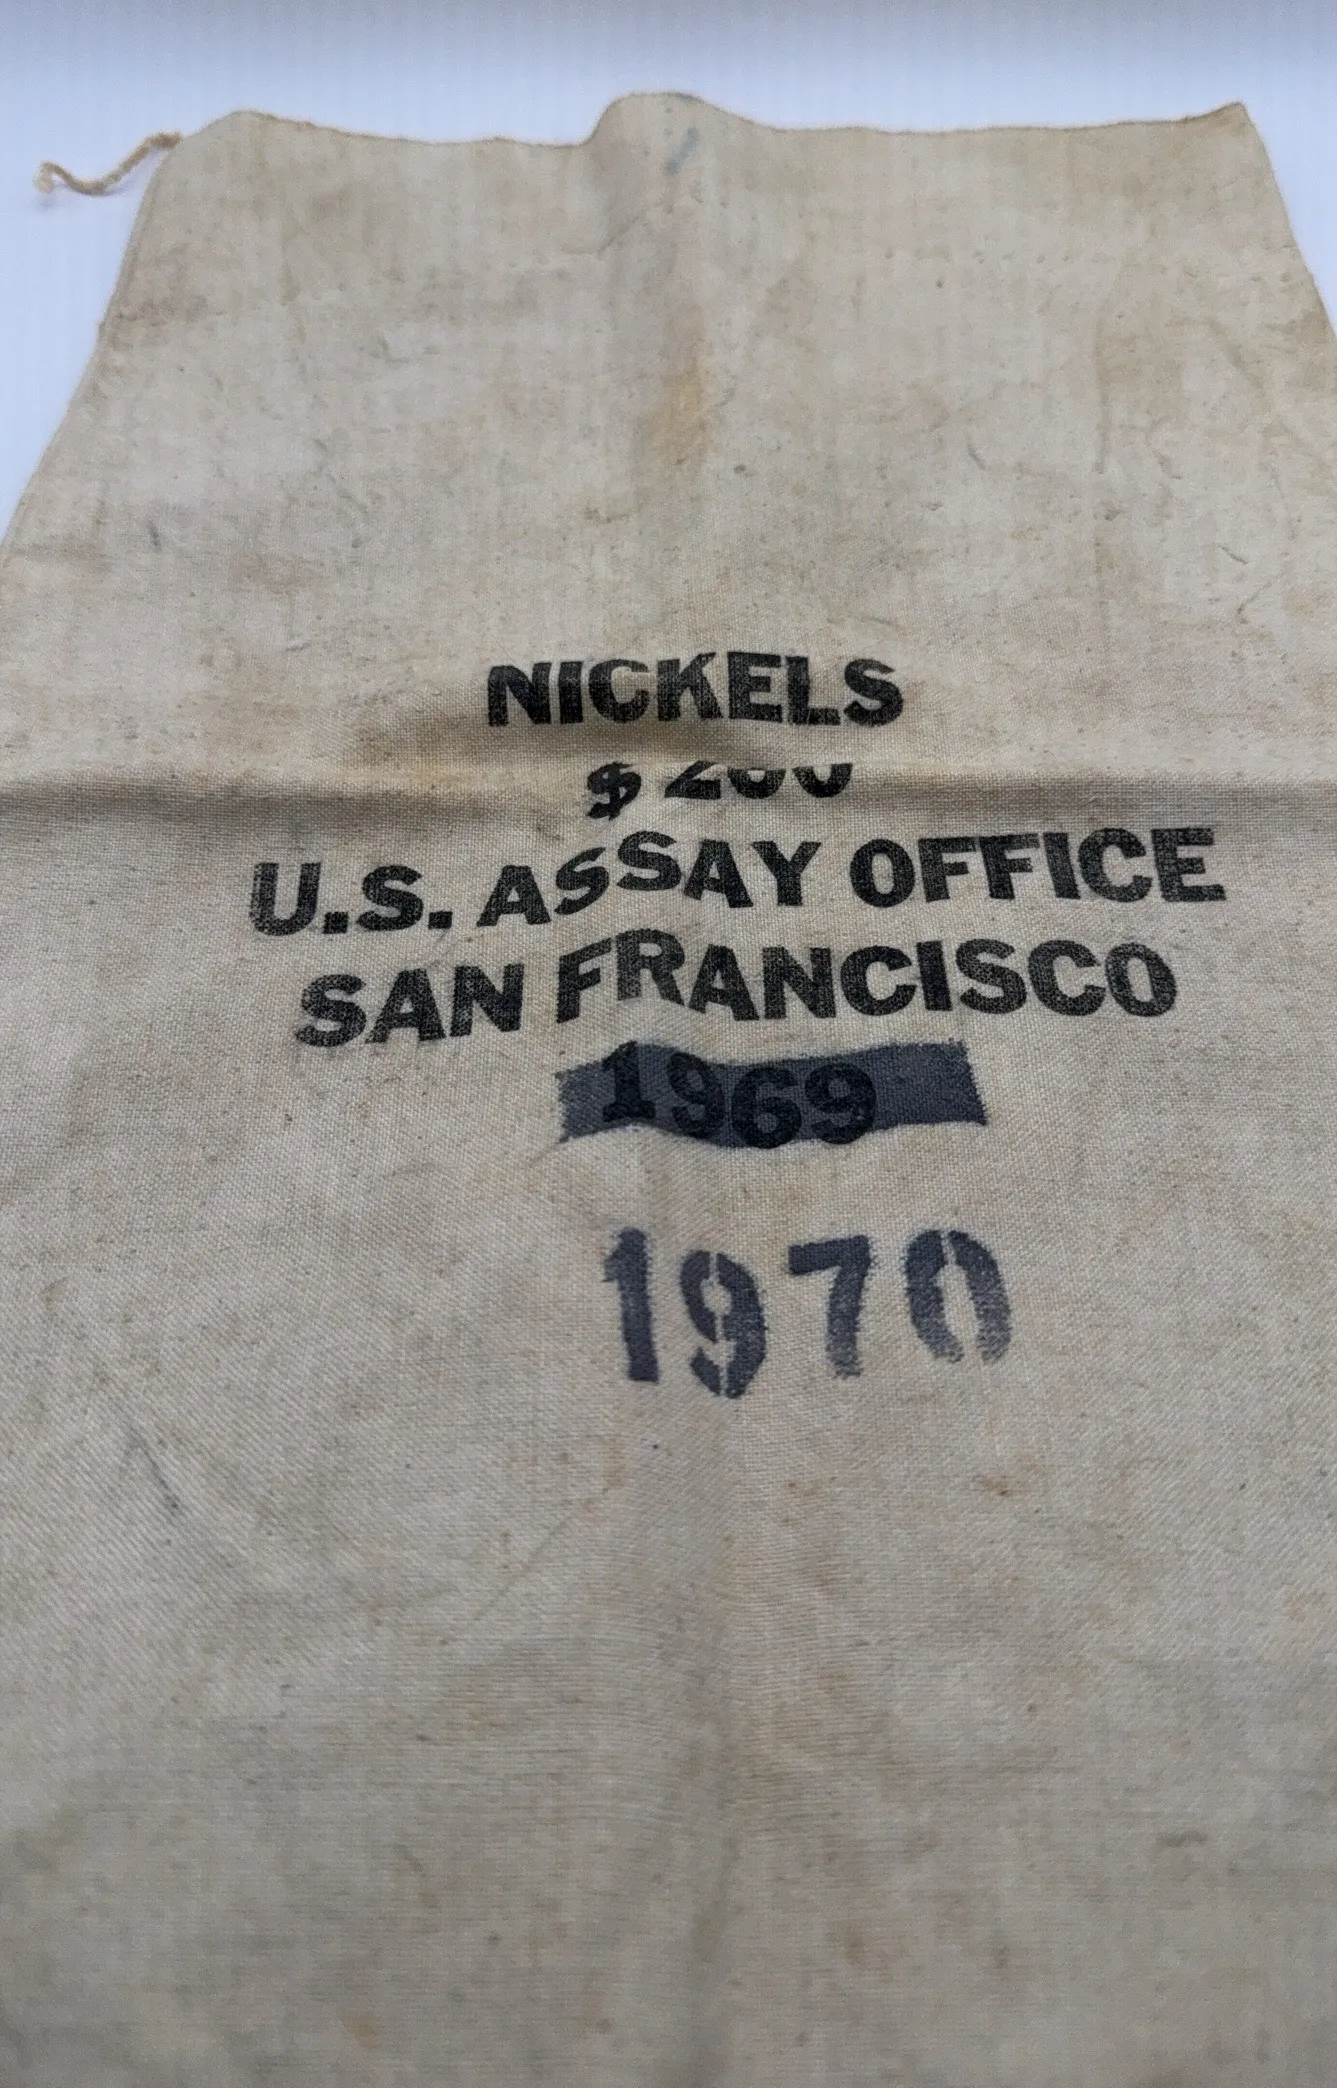 NICKELS
$200
U.S. ASSAY OFFICE
SAN FRANCISCO
1969
1970